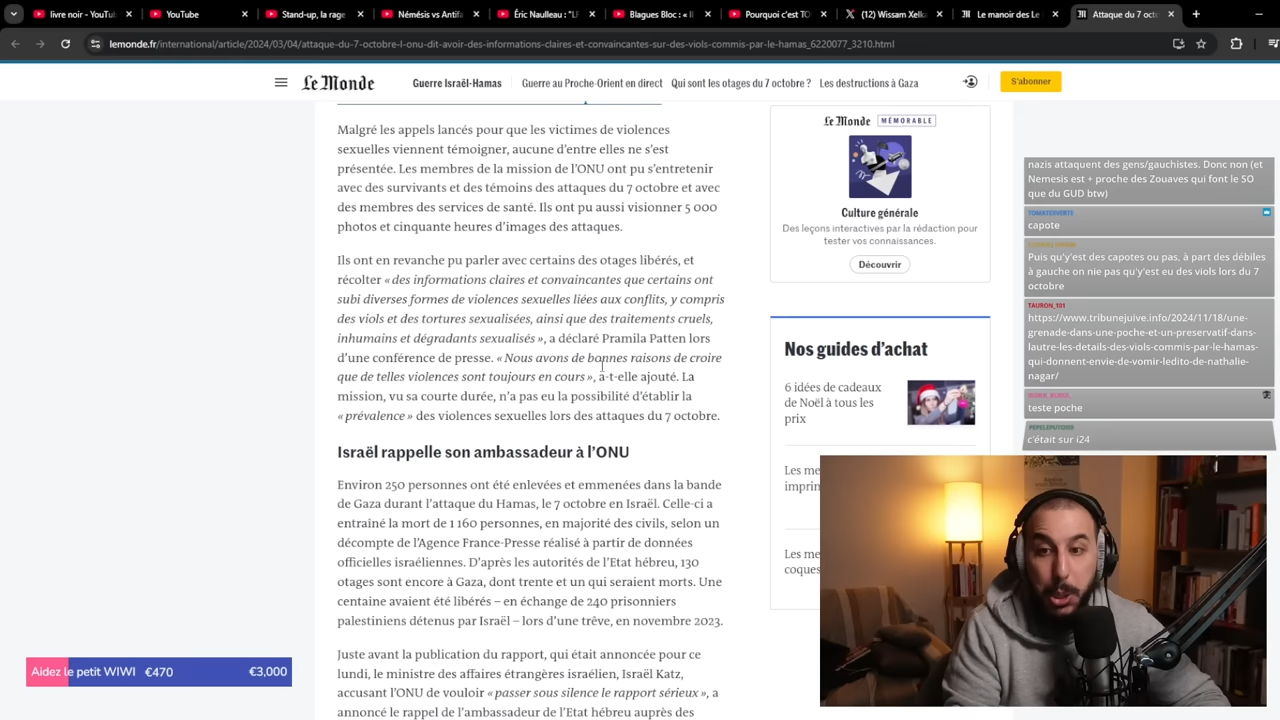 livre noir - YouTube
YouTube
Stand-up, la rage
Némésis vs Antifa
Éric Naulleau: "LF
Blagues Bloc : « I
Pourquoi c'est TO
(12) Wissam Xelka
Le manoir des Le
Attaque du 7 octo
lemonde.fr/international/article/2024/03/04/attaque-du-7-octobre-l-onu-dit-avoir-des-informations-claires-et-convaincantes-sur-des-viols-commis-par-le-hamas_6220077_3210.html
Le Monde
Guerre Israël-Hamas
Guerre au Proche-Orient en direct
Qui sont les otages du 7 octobre ?
Les destructions à Gaza
S'abonner
Malgré les appels lancés pour que les victimes de violences
sexuelles viennent témoigner, aucune d'entre elles ne s'est
présentée. Les membres de la mission de l'ONU ont pu s'entretenir
avec des survivants et des témoins des attaques du 7 octobre et avec
des membres des services de santé. Ils ont pu aussi visionner 5 000
photos et cinquante heures d'images des attaques.
Ils ont en revanche pu parler avec certains des otages libérés, et
récolter « des informations claires et convaincantes que certains ont
subi diverses formes de violences sexuelles liées aux conflits, y compris
des viols et des tortures sexualisées, ainsi que des traitements cruels,
inhumains et dégradants sexualisés », a déclaré Pramila Patten lors
d'une conférence de presse. « Nous avons de bonnes raisons de croire
que de telles violences sont toujours en cours », a-t-elle ajouté. La
mission, vu sa courte durée, n'a pas eu la possibilité d'établir la
« prévalence » des violences sexuelles lors des attaques du 7 octobre.
Israël rappelle son ambassadeur à l'ONU
Environ 250 personnes ont été enlevées et emmenées dans la bande
de Gaza durant l'attaque du Hamas, le 7 octobre en Israël. Celle-ci a
entraîné la mort de 1 160 personnes, en majorité des civils, selon un
décompte de l'Agence France-Presse réalisé à partir de données
officielles israéliennes. D'après les autorités de l'Etat hébreu, 130
otages sont encore à Gaza, dont trente et un qui seraient morts. Une
centaine avaient été libérés – en échange de 240 prisonniers
palestiniens détenus par Israël – lors d'une trêve, en novembre 2023.
Juste avant la publication du rapport, qui était annoncée pour ce
lundi, le ministre des affaires étrangères israélien, Israël Katz,
accusant l'ONU de vouloir « passer sous silence le rapport sérieux », a
annoncé le rappel de l'ambassadeur de l'Etat hébreu auprès des
Le Monde MÉMORABLE
Culture générale
Des leçons interactives par la rédaction pour
tester vos connaissances.
Découvrir
Nos guides d'achat
6 idées de cadeaux
de Noël à tous les
prix
Les me
imprin
Les me
coques
nazis attaquent des gens/gauchistes. Donc non (et
Nemesis est + proche des Zouaves qui font le SO
que du GUD btw)
capote
Puis qu'y'est des capotes ou pas, à part des débiles
à gauche on nie pas qu'y'est eu des viols lors du 7
octobre
TAURON_101
https://www.tribunejuive.info/2024/11/18/une-
grenade-dans-une-poche-et-un-preservatif-dans-
lautre-les-details-des-viols-commis-par-le-hamas-
qui-donnent-envie-de-vomir-ledito-de-nathalie-
nagar/
teste poche
c'était sur i24
Aidez le petit WIWI €470 €3,000